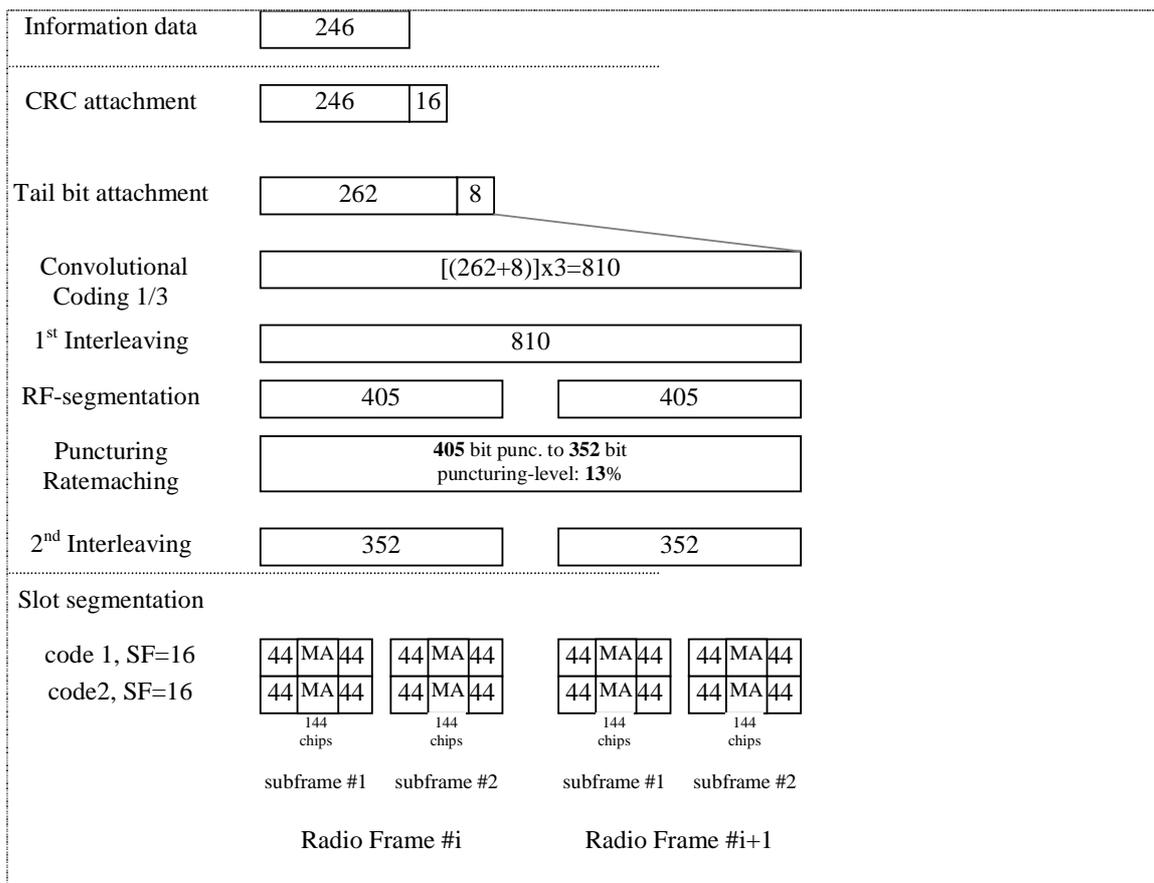 Information data 246
CRC attachment 246 16
Tail bit attachment 262 8
Convolutional
Coding 1/3
[(262+8)]x3=810
1st Interleaving 810
RF-segmentation 405 405
Puncturing
Ratemaching
405 bit punc. to 352 bit
puncturing-level: 13%
2nd Interleaving 352 352
Slot segmentation
code 1, SF=16 44 MA 44 44 MA 44 44 MA 44 44 MA 44
code2, SF=16 44 MA 44 44 MA 44 44 MA 44 44 MA 44
144 144 144 144
chips chips chips chips
subframe #1 subframe #2 subframe #1 subframe #2
Radio Frame #i Radio Frame #i+1